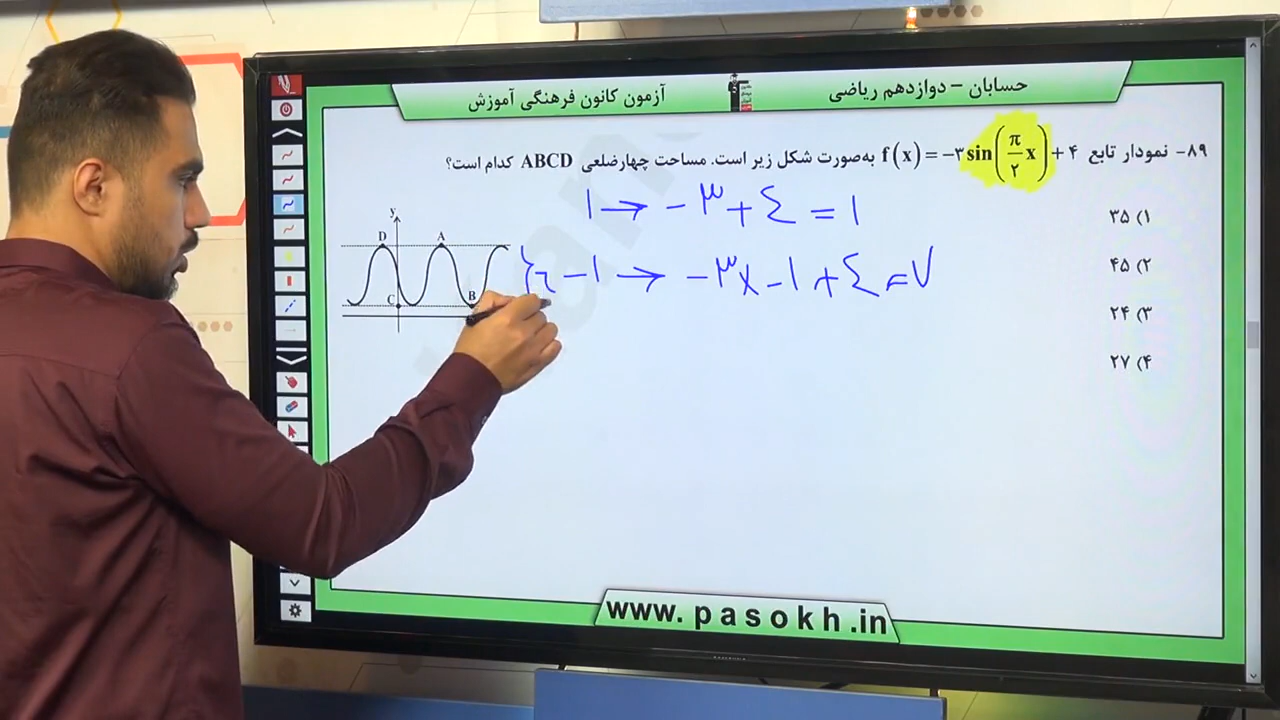 حسابان - دوازدهم ریاضی
آزمون کانون فرهنگی آموزش
۸۹- نمودار تابع f(x) = -۳sin(π/۲ x) + ۴ به‌صورت شکل زیر است. مساحت چهارضلعی ABCD کدام است؟
۱) ۳۵
۲) ۴۵
۳) ۲۴
۴) ۲۷
۱ → -۳+٤ = ۱
-۱ → -۳×-۱+٤ = ۷
y
D
A
C
B
www.pasokh.in